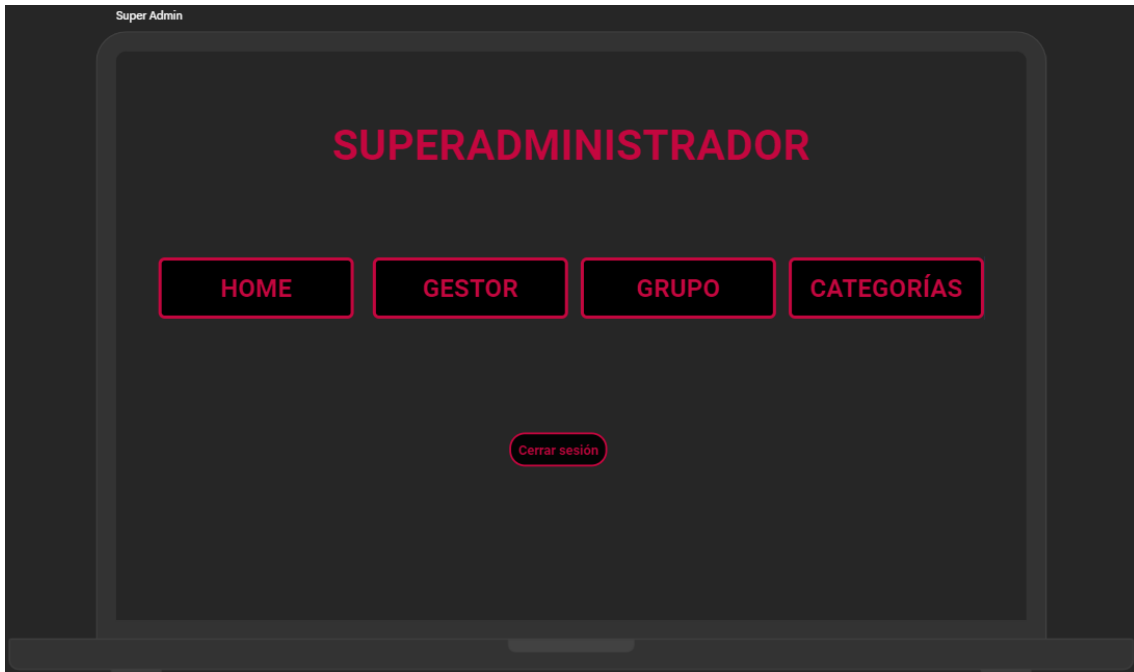 Super Admin
SUPERADMINISTRADOR
HOME GESTOR GRUPO CATEGORÍAS
Cerrar sesión